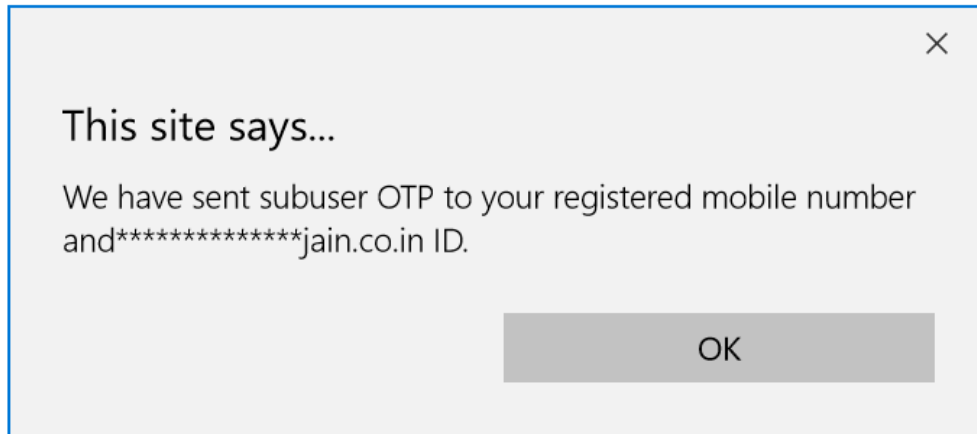 This site says...
We have sent subuser OTP to your registered mobile number
and**************jain.co.in ID.
OK